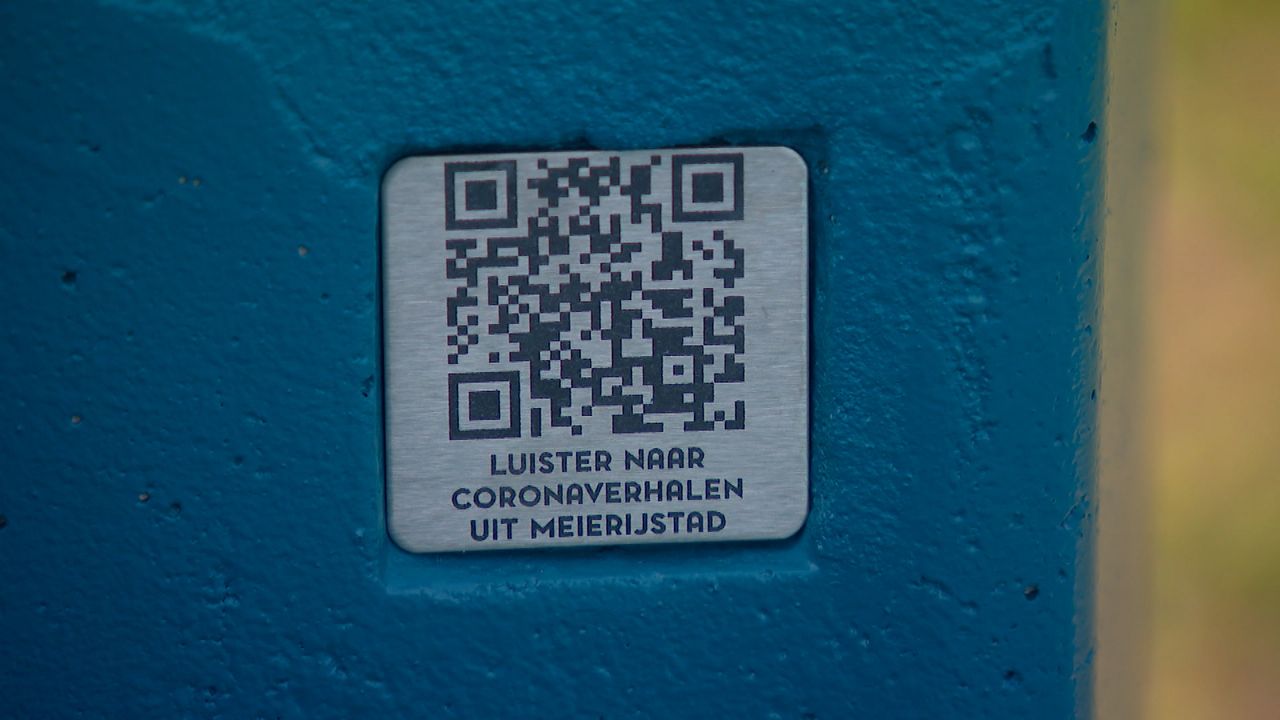 LUISTER NAAR
CORONAVERHALEN
UIT MEIERIJSTAD